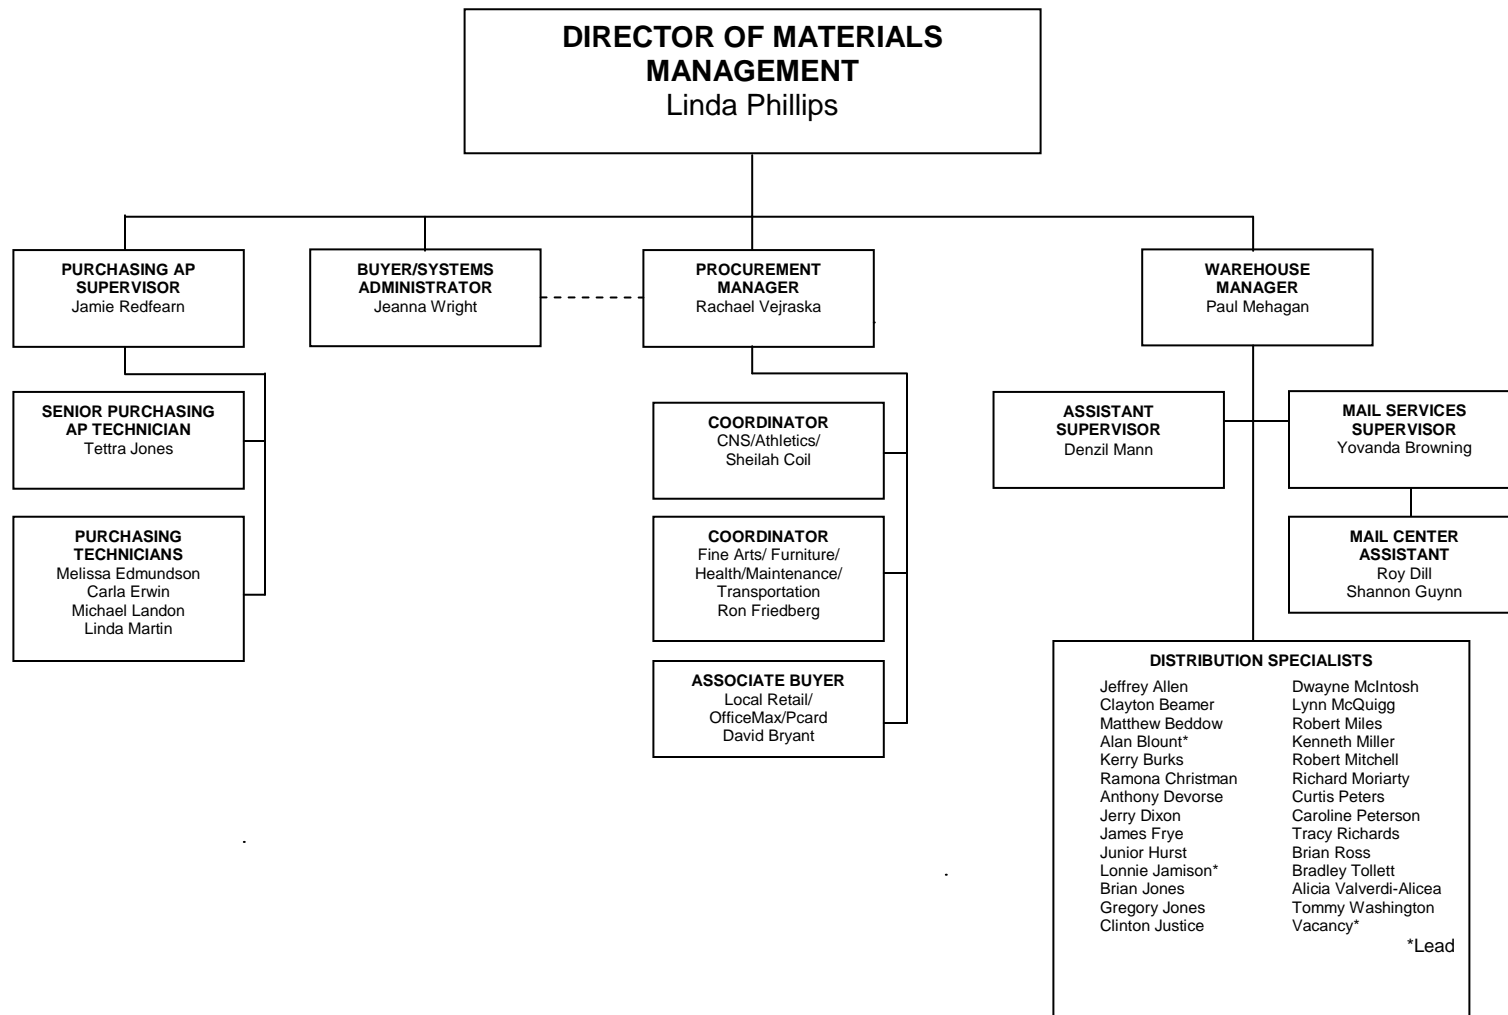 DIRECTOR OF MATERIALS
MANAGEMENT
Linda Phillips
PURCHASING AP
SUPERVISOR
Jamie Redfearn
BUYER/SYSTEMS
ADMINISTRATOR
Jeanna Wright
PROCUREMENT
MANAGER
Rachael Vejraska
WAREHOUSE
MANAGER
Paul Mehagan
SENIOR PURCHASING
AP TECHNICIAN
Tettra Jones
PURCHASING
TECHNICIANS
Melissa Edmundson
Carla Erwin
Michael Landon
Linda Martin
COORDINATOR
CNS/Athletics/
Sheilah Coil
COORDINATOR
Fine Arts/ Furniture/
Health/Maintenance/
Transportation
Ron Friedberg
ASSOCIATE BUYER
Local Retail/
OfficeMax/Pcard
David Bryant
ASSISTANT
SUPERVISOR
Denzil Mann
MAIL SERVICES
SUPERVISOR
Yovanda Browning
MAIL CENTER
ASSISTANT
Roy Dill
Shannon Guynn
DISTRIBUTION SPECIALISTS
Jeffrey Allen
Clayton Beamer
Matthew Beddow
Alan Blount*
Kerry Burks
Ramona Christman
Anthony Devorse
Jerry Dixon
James Frye
Junior Hurst
Lonnie Jamison*
Brian Jones
Gregory Jones
Clinton Justice
Dwayne McIntosh
Lynn McQuigg
Robert Miles
Kenneth Miller
Robert Mitchell
Richard Moriarty
Curtis Peters
Caroline Peterson
Tracy Richards
Brian Ross
Bradley Tollett
Alicia Valverdi-Alicea
Tommy Washington
Vacancy*
*Lead